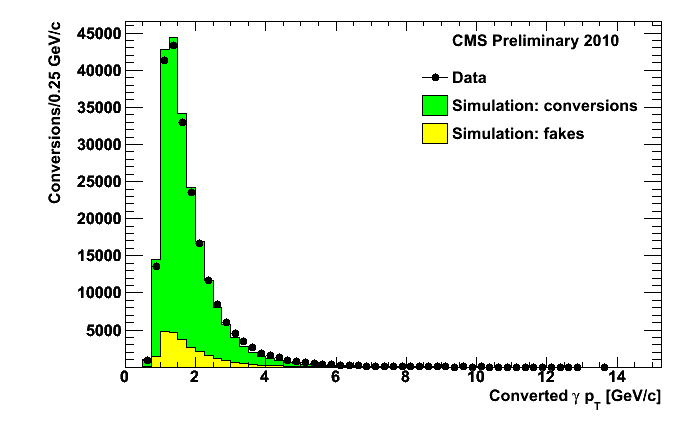 CMS Preliminary 2010
Data
Simulation: conversions
Simulation: fakes
Conversions/0.25 GeV/c
45000
40000
35000
30000
25000
20000
15000
10000
5000
0 2 4 6 8 10 12 14
Converted γ pT [GeV/c]